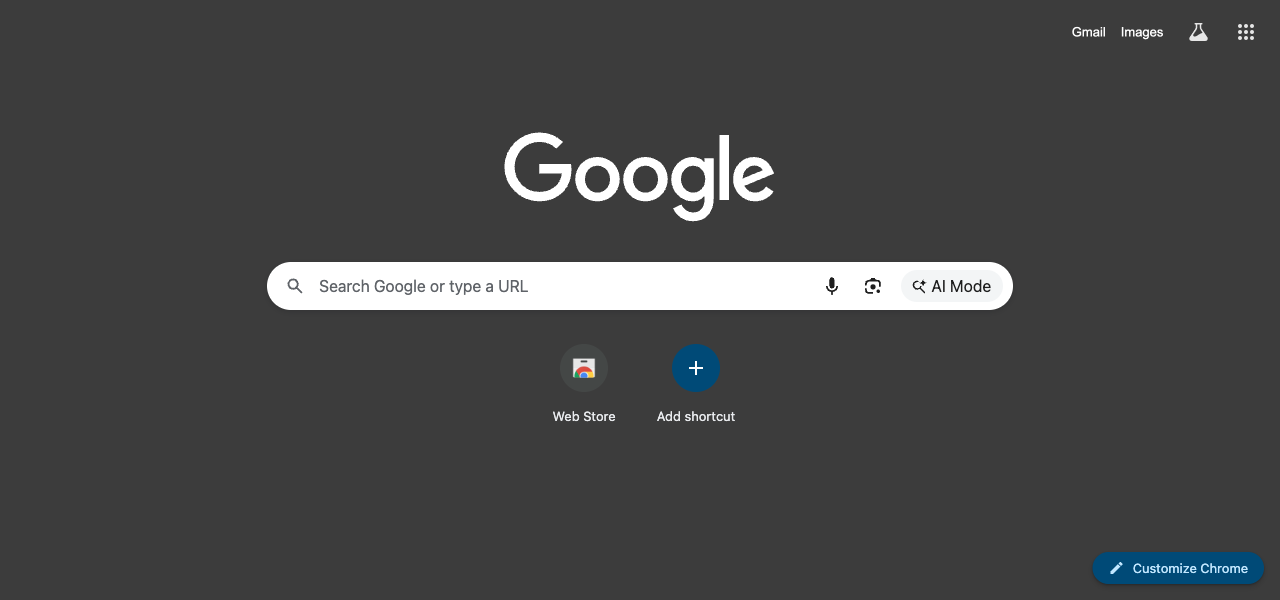 Gmail Images
Google
Search Google or type a URL
AI Mode
Web Store
Add shortcut
Customize Chrome